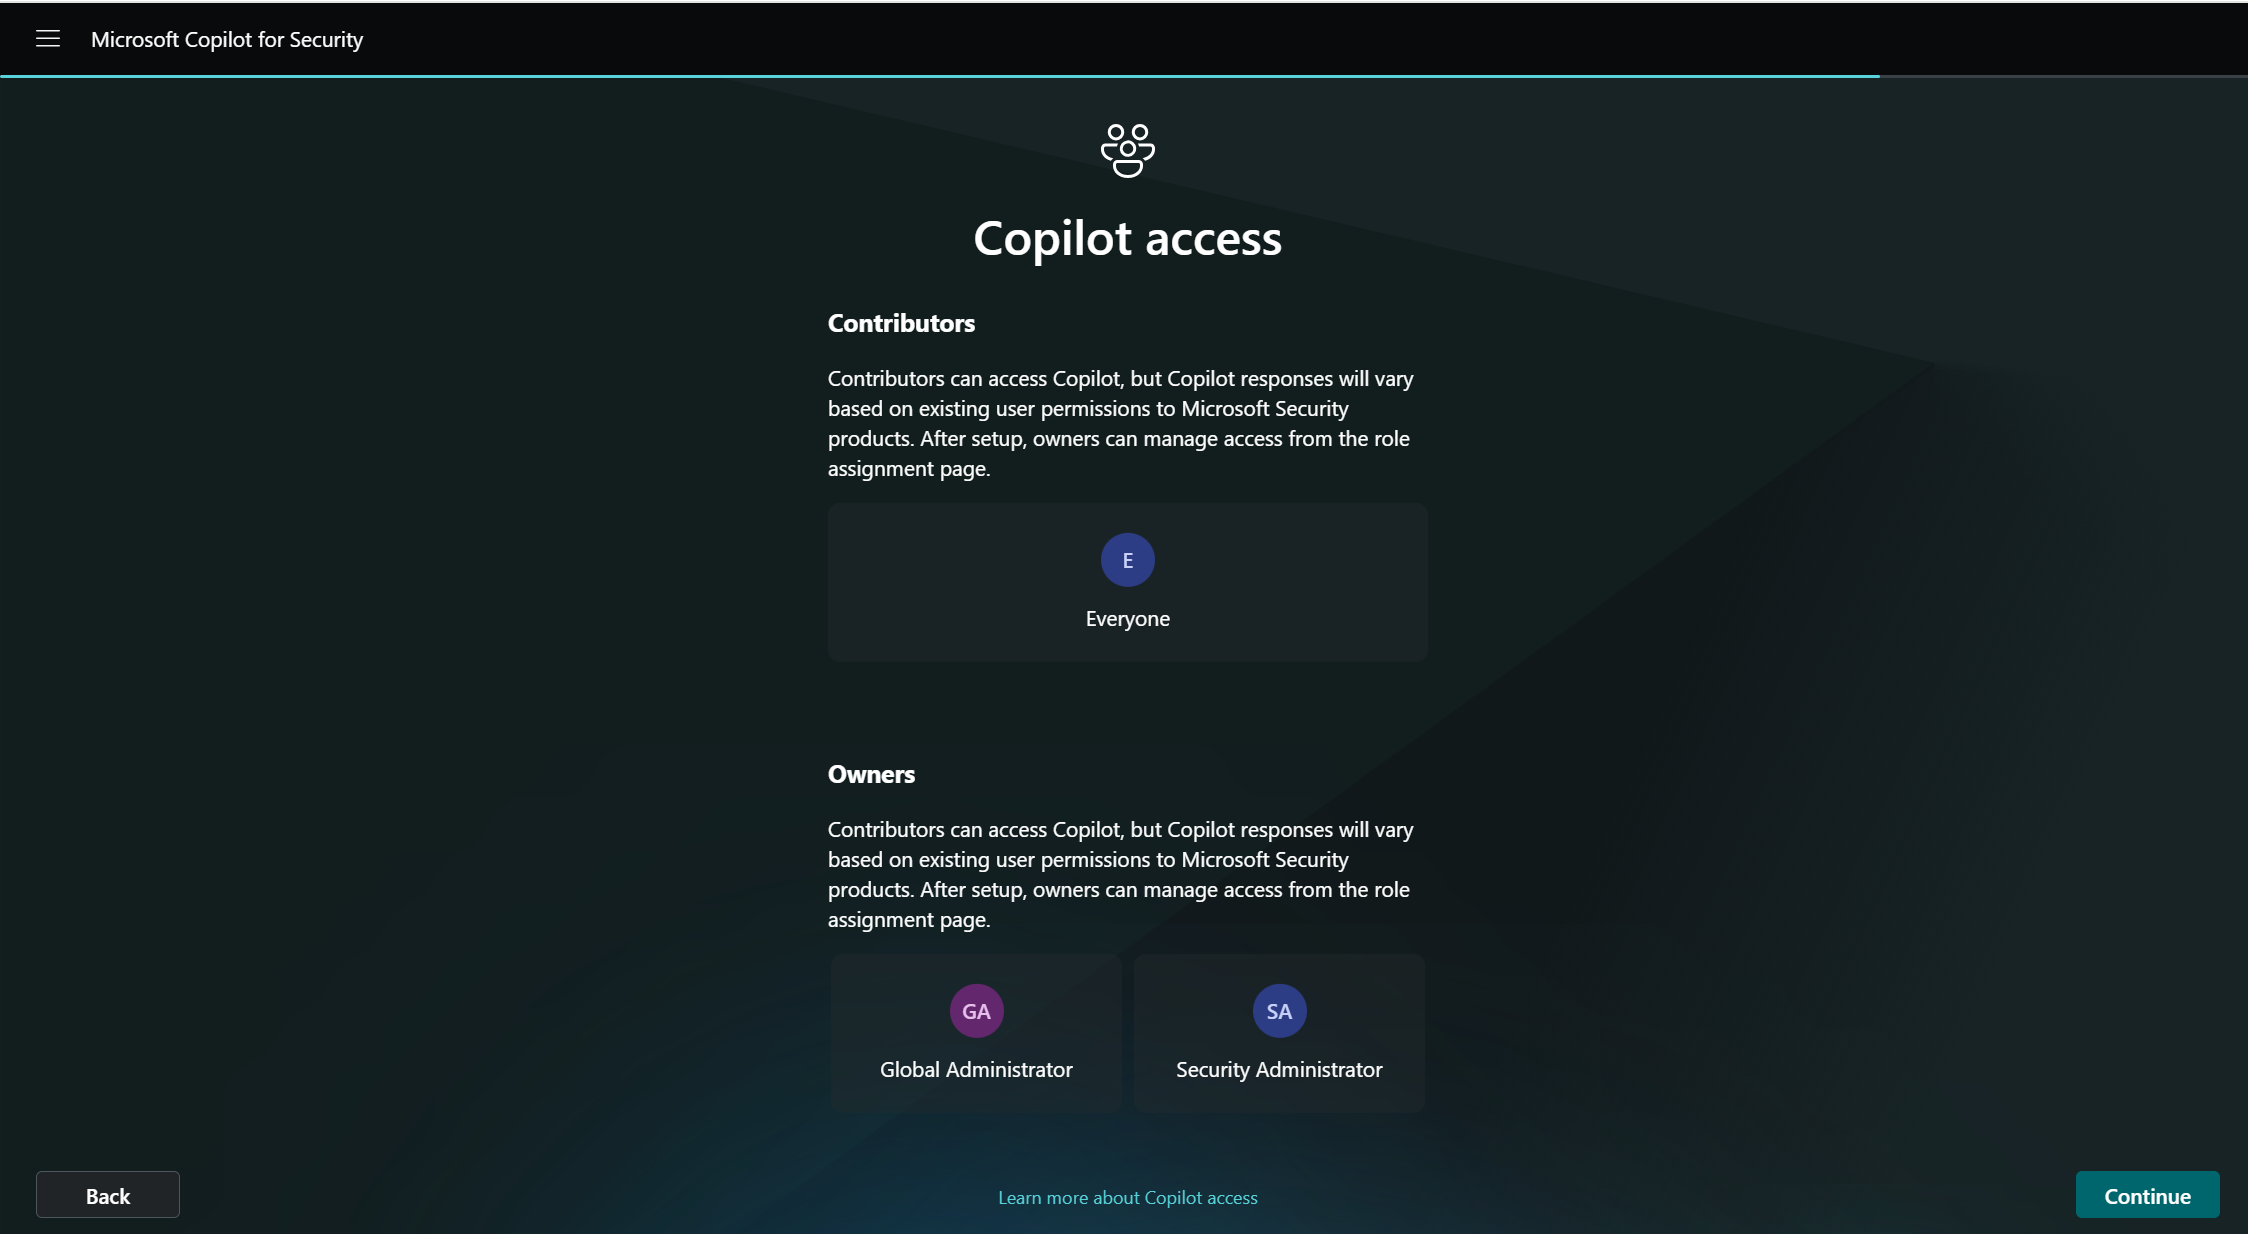 Microsoft Copilot for Security
Copilot access
Contributors
Contributors can access Copilot, but Copilot responses will vary
based on existing user permissions to Microsoft Security
products. After setup, owners can manage access from the role
assignment page.
E
Everyone
Owners
Contributors can access Copilot, but Copilot responses will vary
based on existing user permissions to Microsoft Security
products. After setup, owners can manage access from the role
assignment page.
GA
Global Administrator
SA
Security Administrator
Back
Learn more about Copilot access
Continue